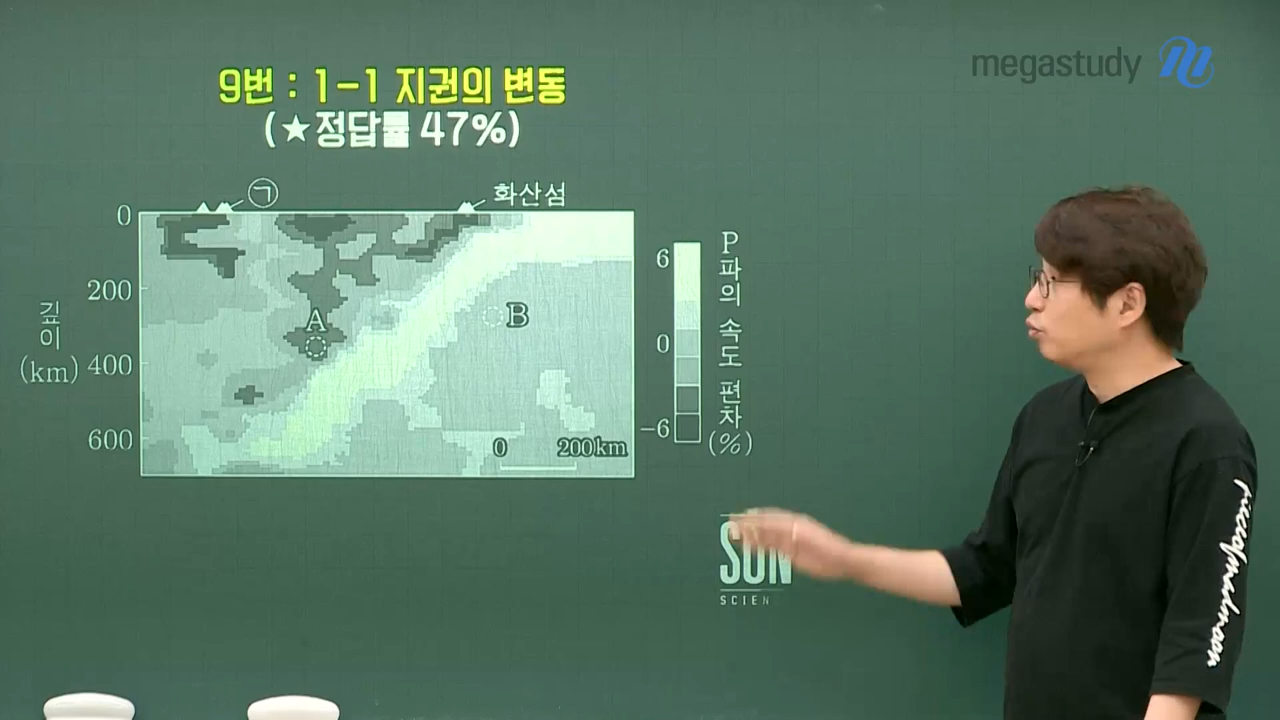 megastudy
9번 : 1-1 지권의 변동
(★정답률 47%)
㉠
화산섬
0
200
400
600
깊이
(km)
A
B
0 200km
6
0
-6
P파의 속도 편차
(%)
SUN
SCIEN